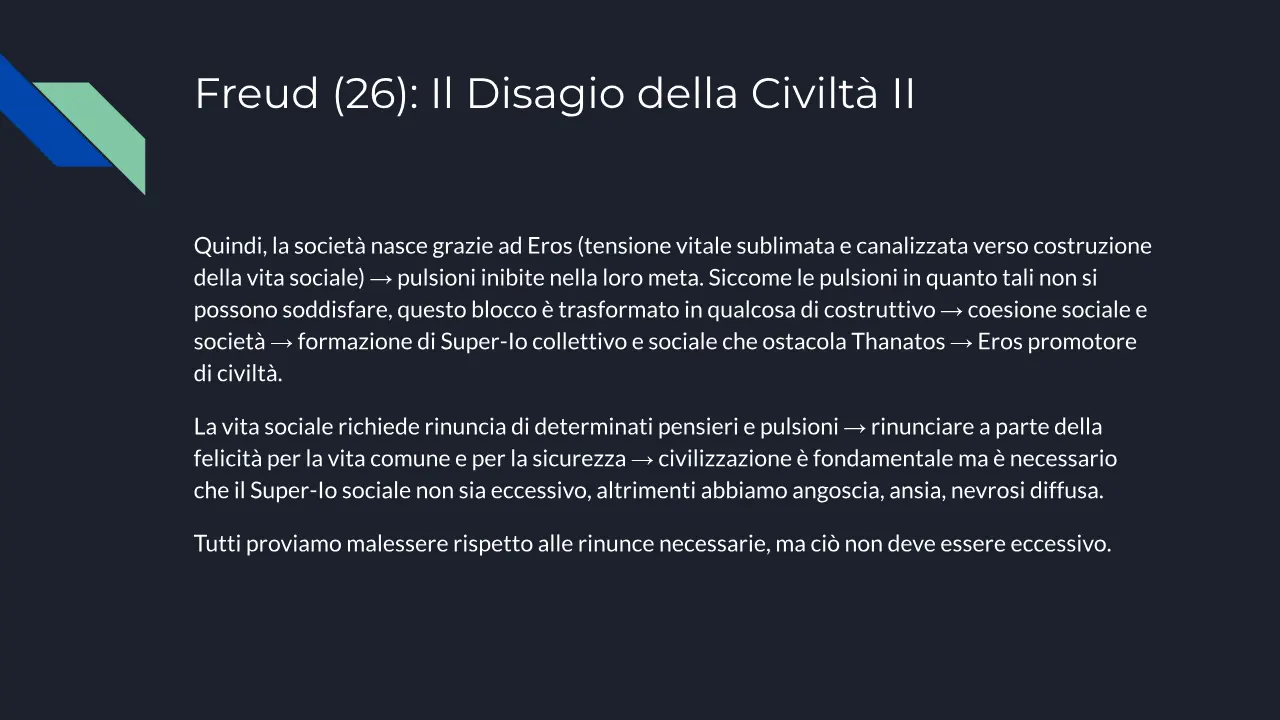 Freud (26): Il Disagio della Civiltà II
Quindi, la società nasce grazie ad Eros (tensione vitale sublimata e canalizzata verso costruzione
della vita sociale) → pulsioni inibite nella loro meta. Siccome le pulsioni in quanto tali non si
possono soddisfare, questo blocco è trasformato in qualcosa di costruttivo → coesione sociale e
società → formazione di Super-Io collettivo e sociale che ostacola Thanatos → Eros promotore
di civiltà.
La vita sociale richiede rinuncia di determinati pensieri e pulsioni → rinunciare a parte della
felicità per la vita comune e per la sicurezza → civilizzazione è fondamentale ma è necessario
che il Super-Io sociale non sia eccessivo, altrimenti abbiamo angoscia, ansia, nevrosi diffusa.
Tutti proviamo malessere rispetto alle rinunce necessarie, ma ciò non deve essere eccessivo.